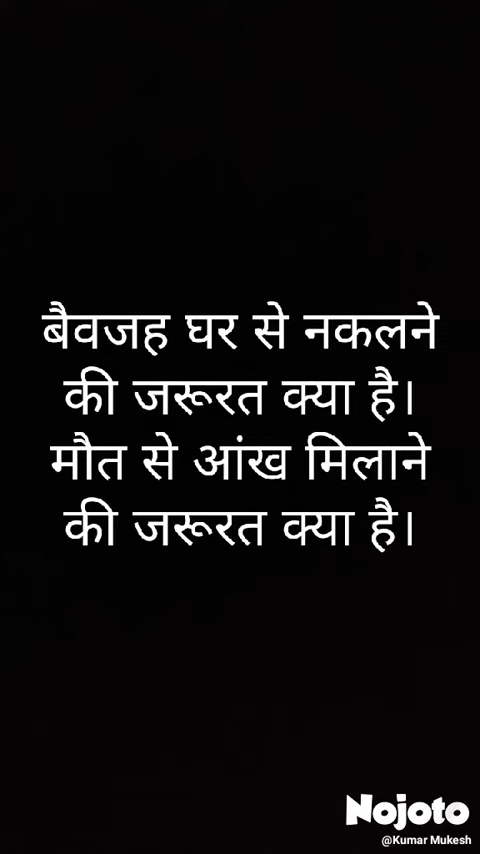 बैवजह घर से नकलने
की जरूरत क्या है।
मौत से आंख मिलाने
की जरूरत क्या है।
Nojoto
@Kumar Mukesh